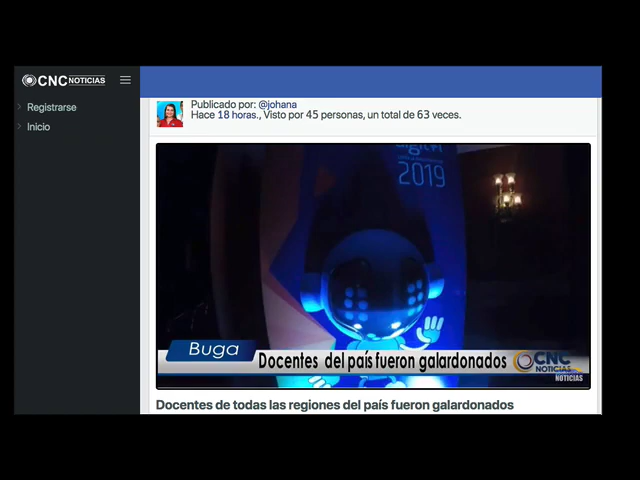 CNC NOTICIAS
Registrarse
Inicio
Publicado por: @johana
Hace 18 horas., Visto por 45 personas, un total de 63 veces.
2019
Buga
Docentes del país fueron galardonados
CNC
NOTICIAS
NOTICIAS
Docentes de todas las regiones del país fueron galardonados